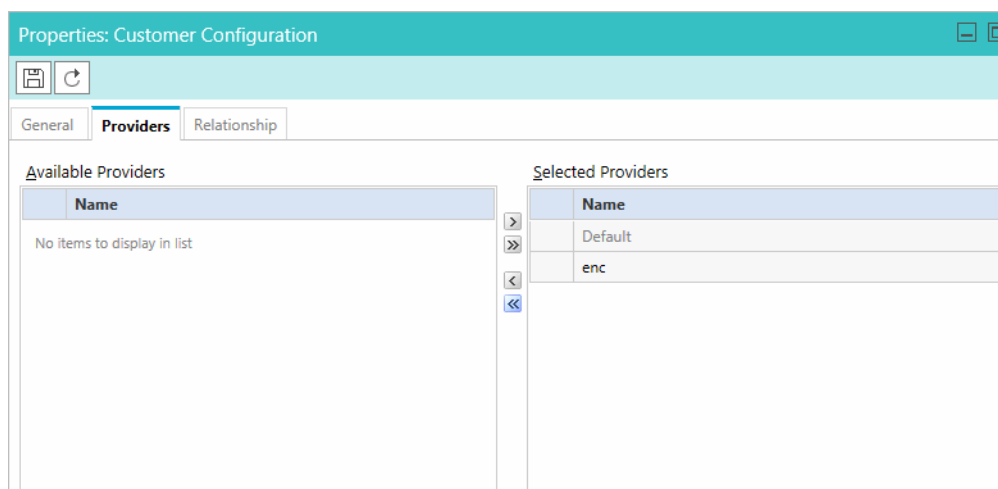 Properties: Customer Configuration
General Providers Relationship
Available Providers
Name
No items to display in list
Selected Providers
Name
Default
enc